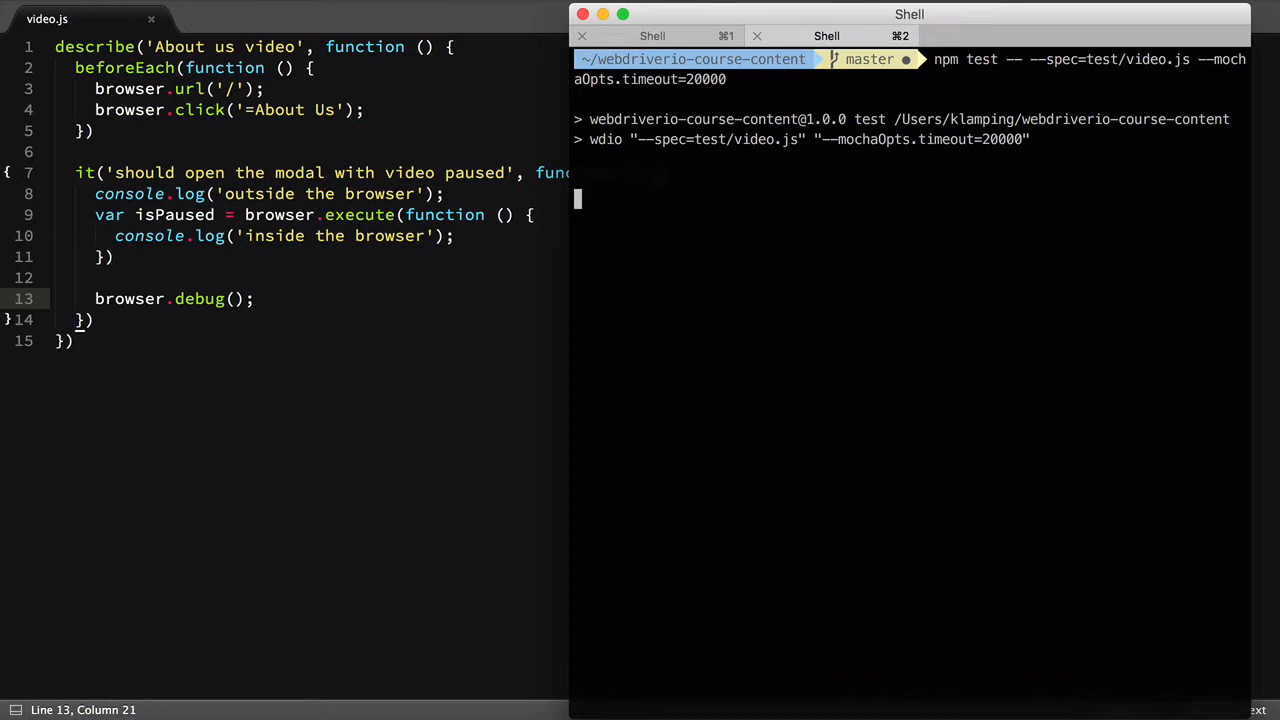 video.js
1 describe('About us video', function () {
2 beforeEach(function () {
3 browser.url('/');
4 browser.click('=About Us');
5 })
6
{ 7 it('should open the modal with video paused', func
8 console.log('outside the browser');
9 var isPaused = browser.execute(function () {
10 console.log('inside the browser');
11 })
12
13 browser.debug();
}14 })
15 })
Line 13, Column 21
Shell
Shell ⌘1 Shell ⌘2
~/webdriverio-course-content master ● npm test -- --spec=test/video.js --moch
aOpts.timeout=20000
> webdriverio-course-content@1.0.0 test /Users/klamping/webdriverio-course-content
> wdio "--spec=test/video.js" "--mochaOpts.timeout=20000"
ext